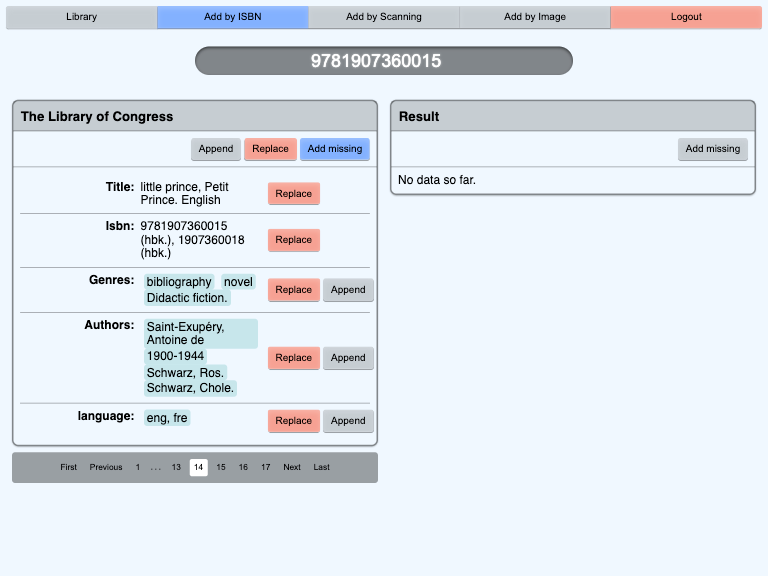 Library
Add by ISBN
Add by Scanning
Add by Image
Logout
9781907360015
The Library of Congress
Append
Replace
Add missing
Title: little prince, Petit
Prince. English
Replace
Isbn: 9781907360015
(hbk.), 1907360018
(hbk.)
Replace
Genres: bibliography novel
Didactic fiction.
Replace
Append
Authors: Saint-Exupéry,
Antoine de
1900-1944
Schwarz, Ros.
Schwarz, Chole.
Replace
Append
language: eng, fre
Replace
Append
First Previous 1 ... 13 14 15 16 17 Next Last
Result
Add missing
No data so far.